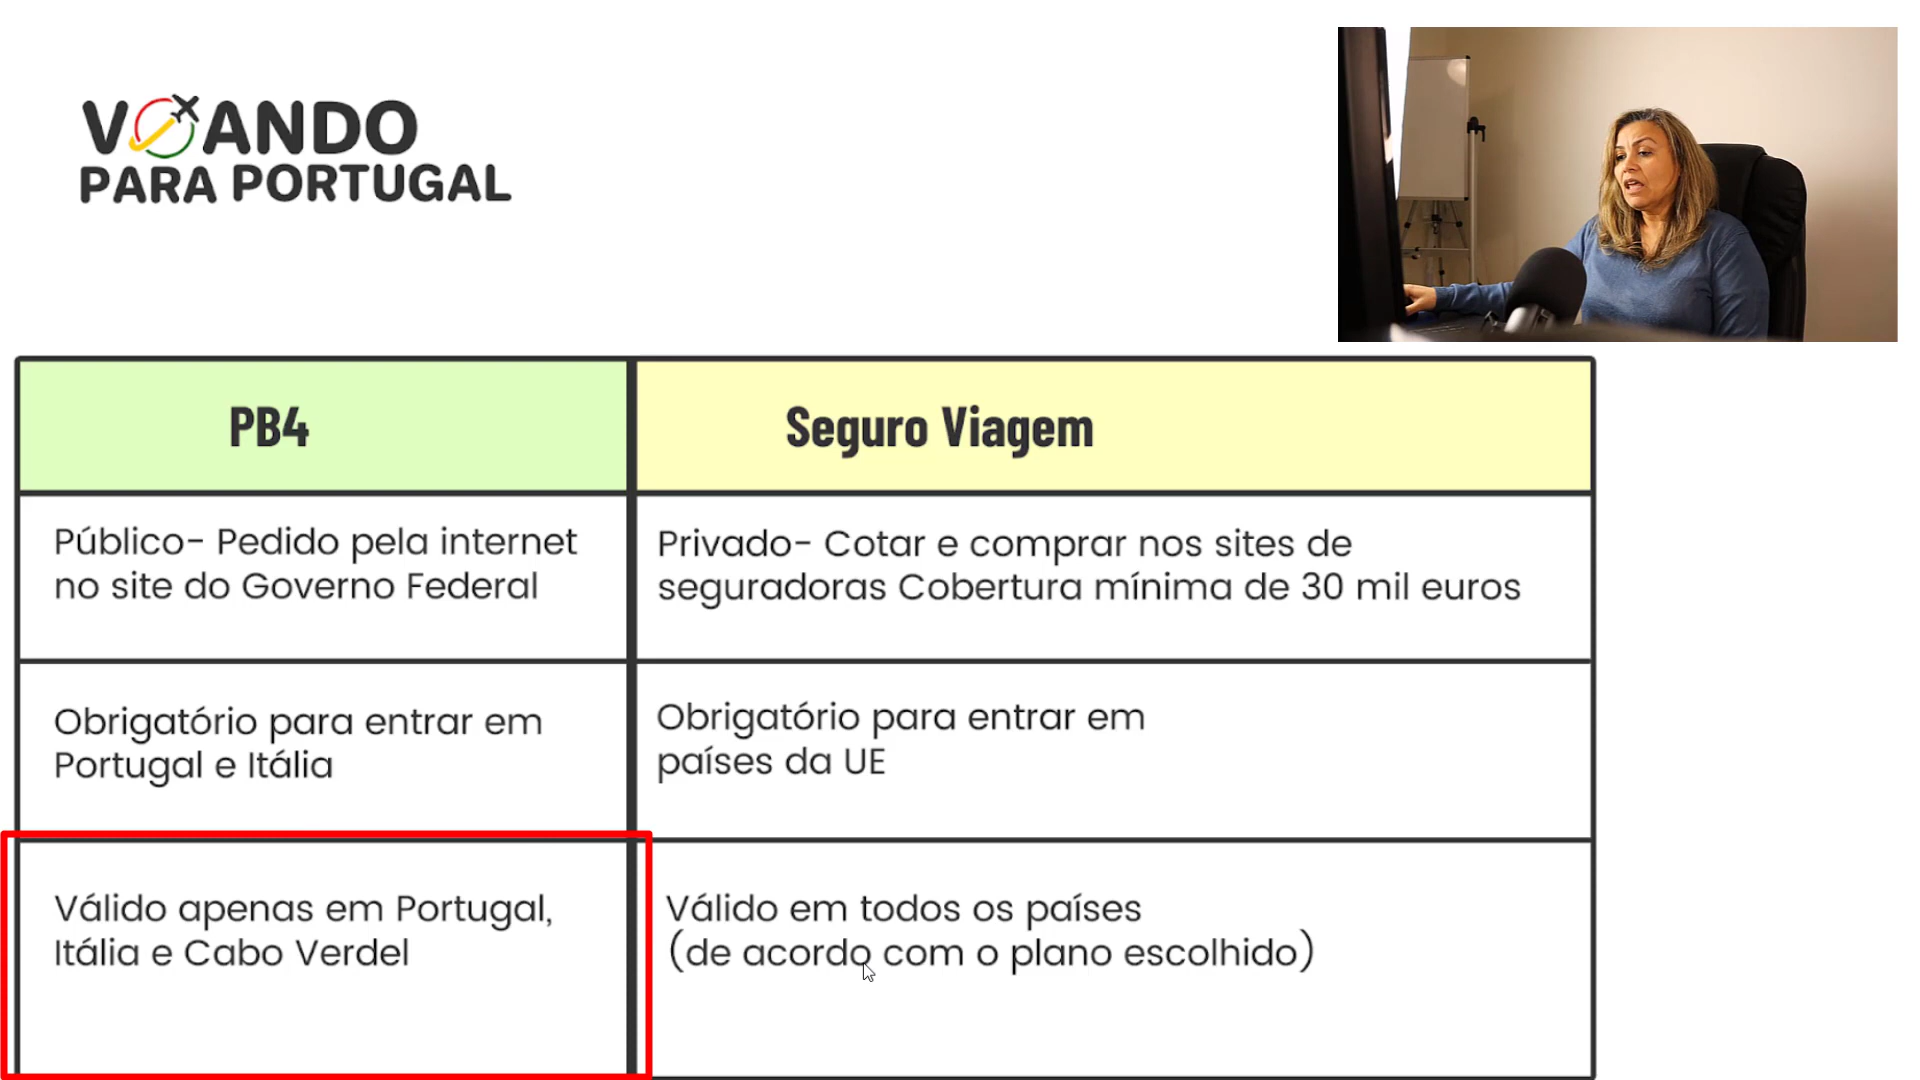 VOANDO
PARA PORTUGAL
PB4
Seguro Viagem
Público- Pedido pela internet
no site do Governo Federal
Privado- Cotar e comprar nos sites de
seguradoras Cobertura mínima de 30 mil euros
Obrigatório para entrar em
Portugal e Itália
Obrigatório para entrar em
países da UE
Válido apenas em Portugal,
Itália e Cabo Verdel
Válido em todos os países
(de acordo com o plano escolhido)